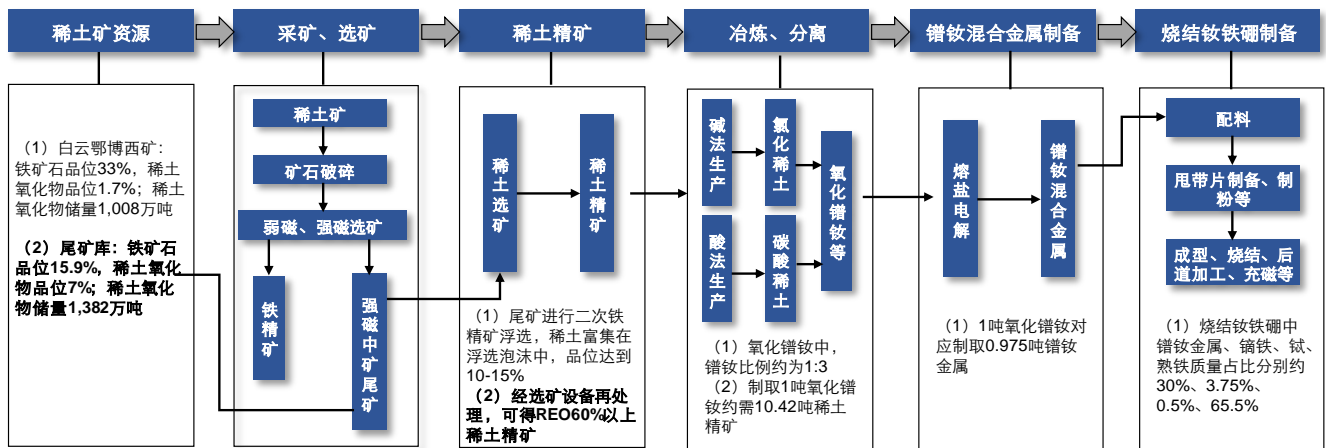 稀土矿资源
采矿、选矿
稀土精矿
冶炼、分离
镨钕混合金属制备
烧结钕铁硼制备
（1）白云鄂博西矿：
铁矿石品位33%，稀土
氧化物品位1.7%；稀土
氧化物储量1,008万吨
（2）尾矿库：铁矿石
品位15.9%，稀土氧化
物品位7%；稀土氧化
物储量1,382万吨
稀土矿
矿石破碎
弱磁、强磁选矿
铁精矿
强磁中矿尾矿
稀土选矿
稀土精矿
（1）尾矿进行二次铁
精矿浮选，稀土富集在
浮选泡沫中，品位达到
10-15%
（2）经选矿设备再处
理，可得REO60%以上
稀土精矿
碱法生产
氯化稀土
酸法生产
碳酸稀土
氧化镨钕等
（1）氧化镨钕中，
镨钕比例约为1:3
（2）制取1吨氧化镨
钕约需10.42吨稀土
精矿
熔盐电解
镨钕混合金属
（1）1吨氧化镨钕对
应制取0.975吨镨钕
金属
配料
甩带片制备、制
粉等
成型、烧结、后
道加工、充磁等
（1）烧结钕铁硼中
镨钕金属、镝铁、铽、
熟铁质量占比分别约
30%、3.75%、
0.5%、65.5%